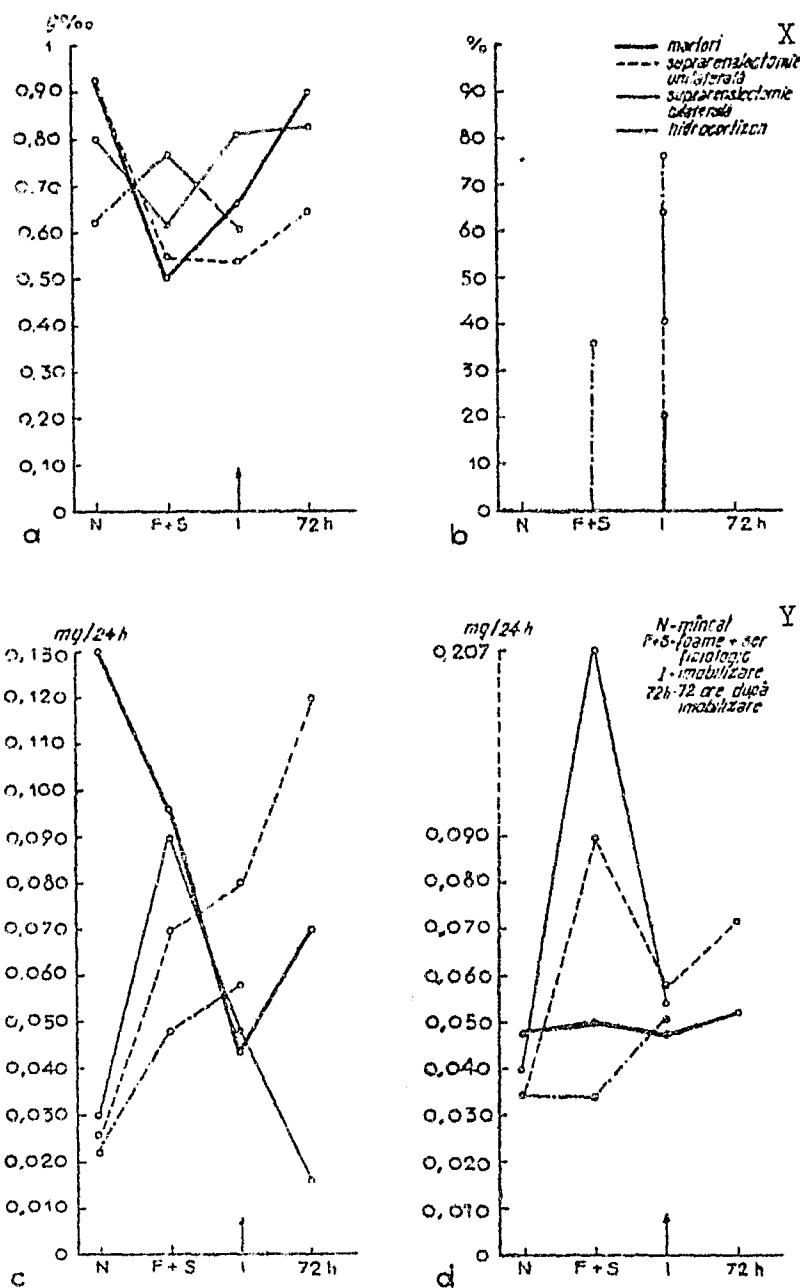 g‰
1
0,90
0,80
0,70
0,60
0,50
0,40
0,30
0,20
0,10
0
N F+S I 72h
a
X
%
90
80
70
60
50
40
30
20
10
0
martori
suprarenalectomie
unilaterală
suprarenalectomie
bilaterală
hidrocortizon
N F+S I 72h
b
mg/24h
0,130
0,120
0,110
0,100
0,090
0,080
0,070
0,060
0,050
0,040
0,030
0,020
0,010
0
N F+S I 72h
c
Y
mg/24h
0,207
0,090
0,080
0,070
0,060
0,050
0,040
0,030
0,020
0,010
0
N-mîncat
F+S-foame + ser
fiziologic
I-imobilizare
72h-72 ore după
imobilizare
N F+S I 72h
d